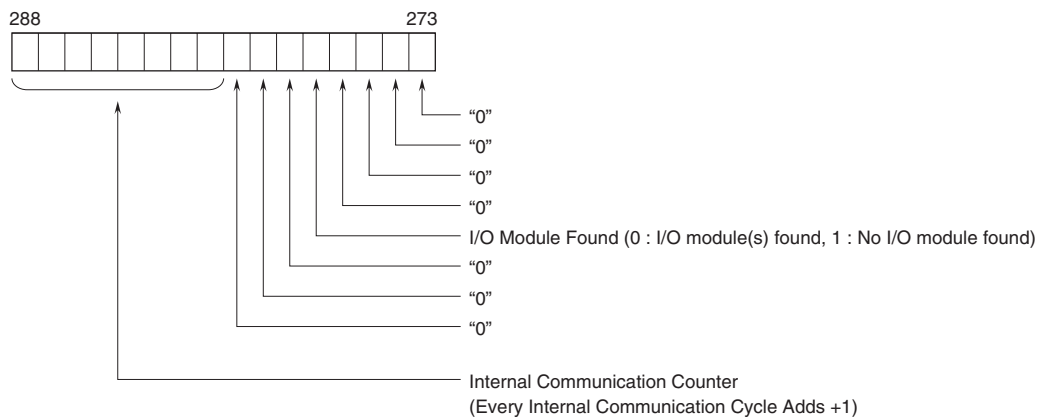 288 273
“0”
“0”
“0”
“0”
I/O Module Found (0 : I/O module(s) found, 1 : No I/O module found)
“0”
“0”
“0”
Internal Communication Counter
(Every Internal Communication Cycle Adds +1)